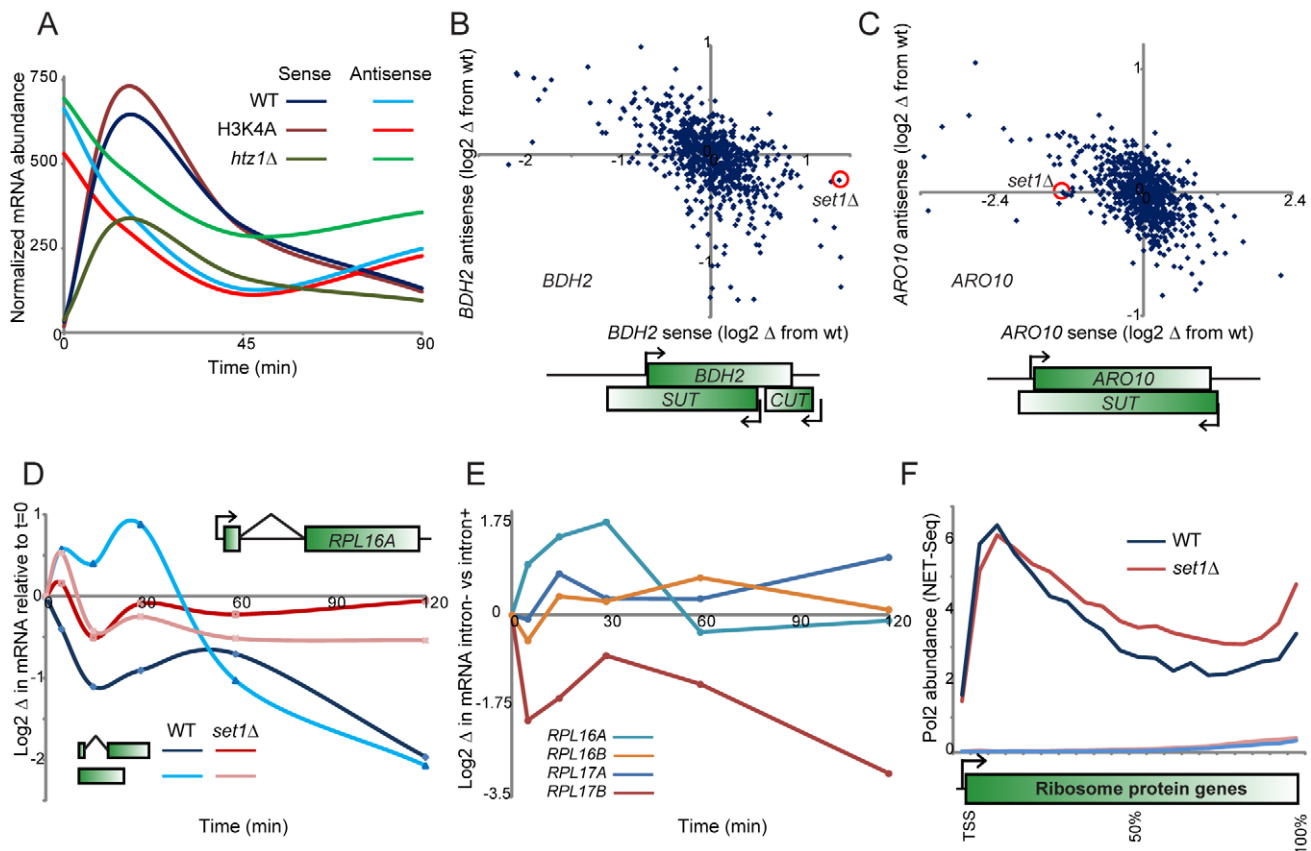 A
Normalized mRNA abundance
750
500
250
0
0
45
90
Time (min)
Sense Antisense
WT
H3K4A
htz1Δ
B
BDH2 antisense (log2 Δ from wt)
1
-2
-1
0
0
1
-1
set1Δ
BDH2
BDH2 sense (log2 Δ from wt)
BDH2
SUT
CUT
C
ARO10 antisense (log2 Δ from wt)
1
set1Δ
0
0
-2.4
2.4
ARO10
-1
ARO10 sense (log2 Δ from wt)
ARO10
SUT
D
Log2 Δ in mRNA relative to t=0
1
0
-1
-2
0
30
60
90
120
RPL16A
WT set1Δ
Time (min)
E
Log2 Δ in mRNA intron- vs intron+
1.75
0
-1.75
-3.5
0
30
60
90
120
RPL16A
RPL16B
RPL17A
RPL17B
Time (min)
F
Pol2 abundance (NET-Seq)
6
4
2
0
WT
set1Δ
Ribosome protein genes
TSS
50%
100%